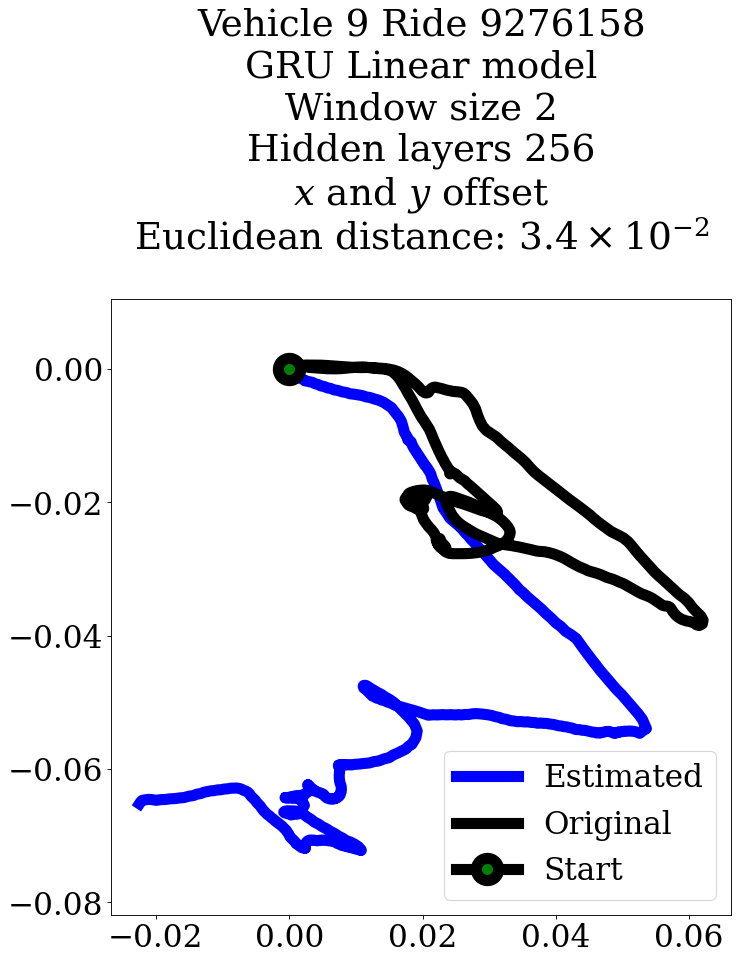 Vehicle 9 Ride 9276158
GRU Linear model
Window size 2
Hidden layers 256
x and y offset
Euclidean distance: 3.4 × 10⁻²
0.00
−0.02
−0.04
−0.06
−0.08
−0.02 0.00 0.02 0.04 0.06
Estimated
Original
Start